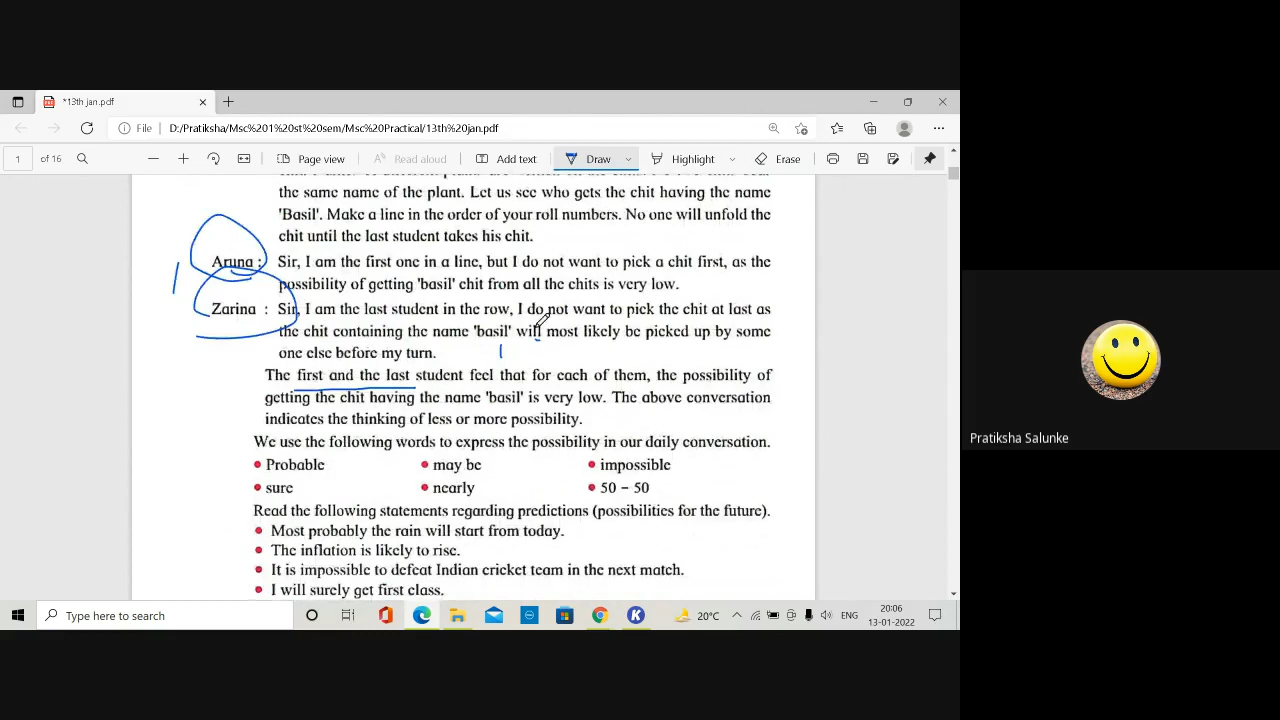 *13th jan.pdf
File D:/Pratiksha/Msc%201%20st%20sem/Msc%20Practical/13th%20jan.pdf
1 of 16 Page view Read aloud Add text Draw Highlight Erase
the same name of the plant. Let us see who gets the chit having the name
'Basil'. Make a line in the order of your roll numbers. No one will unfold the
chit until the last student takes his chit.
Aruna : Sir, I am the first one in a line, but I do not want to pick a chit first, as the
possibility of getting 'basil' chit from all the chits is very low.
Zarina : Sir, I am the last student in the row, I do not want to pick the chit at last as
the chit containing the name 'basil' will most likely be picked up by some
one else before my turn.
The first and the last student feel that for each of them, the possibility of
getting the chit having the name 'basil' is very low. The above conversation
indicates the thinking of less or more possibility.
We use the following words to express the possibility in our daily conversation.
• Probable • may be • impossible
• sure • nearly • 50 – 50
Read the following statements regarding predictions (possibilities for the future).
• Most probably the rain will start from today.
• The inflation is likely to rise.
• It is impossible to defeat Indian cricket team in the next match.
• I will surely get first class.
Pratiksha Salunke
Type here to search
20°C ENG 20:06
13-01-2022